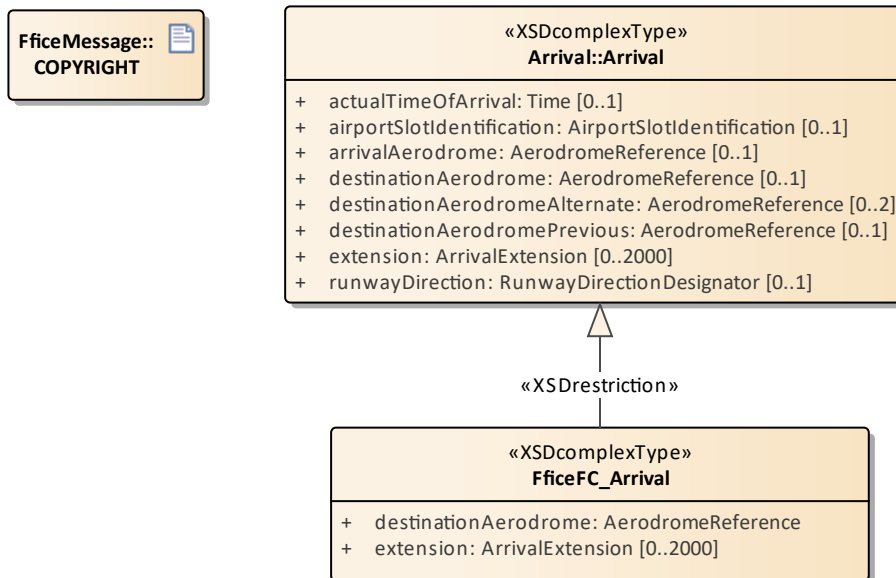 FficeMessage::
COPYRIGHT
«XSDcomplexType»
Arrival::Arrival
+ actualTimeOfArrival: Time [0..1]
+ airportSlotIdentification: AirportSlotIdentification [0..1]
+ arrivalAerodrome: AerodromeReference [0..1]
+ destinationAerodrome: AerodromeReference [0..1]
+ destinationAerodromeAlternate: AerodromeReference [0..2]
+ destinationAerodromePrevious: AerodromeReference [0..1]
+ extension: ArrivalExtension [0..2000]
+ runwayDirection: RunwayDirectionDesignator [0..1]
«XSDrestriction»
«XSDcomplexType»
FficeFC_Arrival
+ destinationAerodrome: AerodromeReference
+ extension: ArrivalExtension [0..2000]